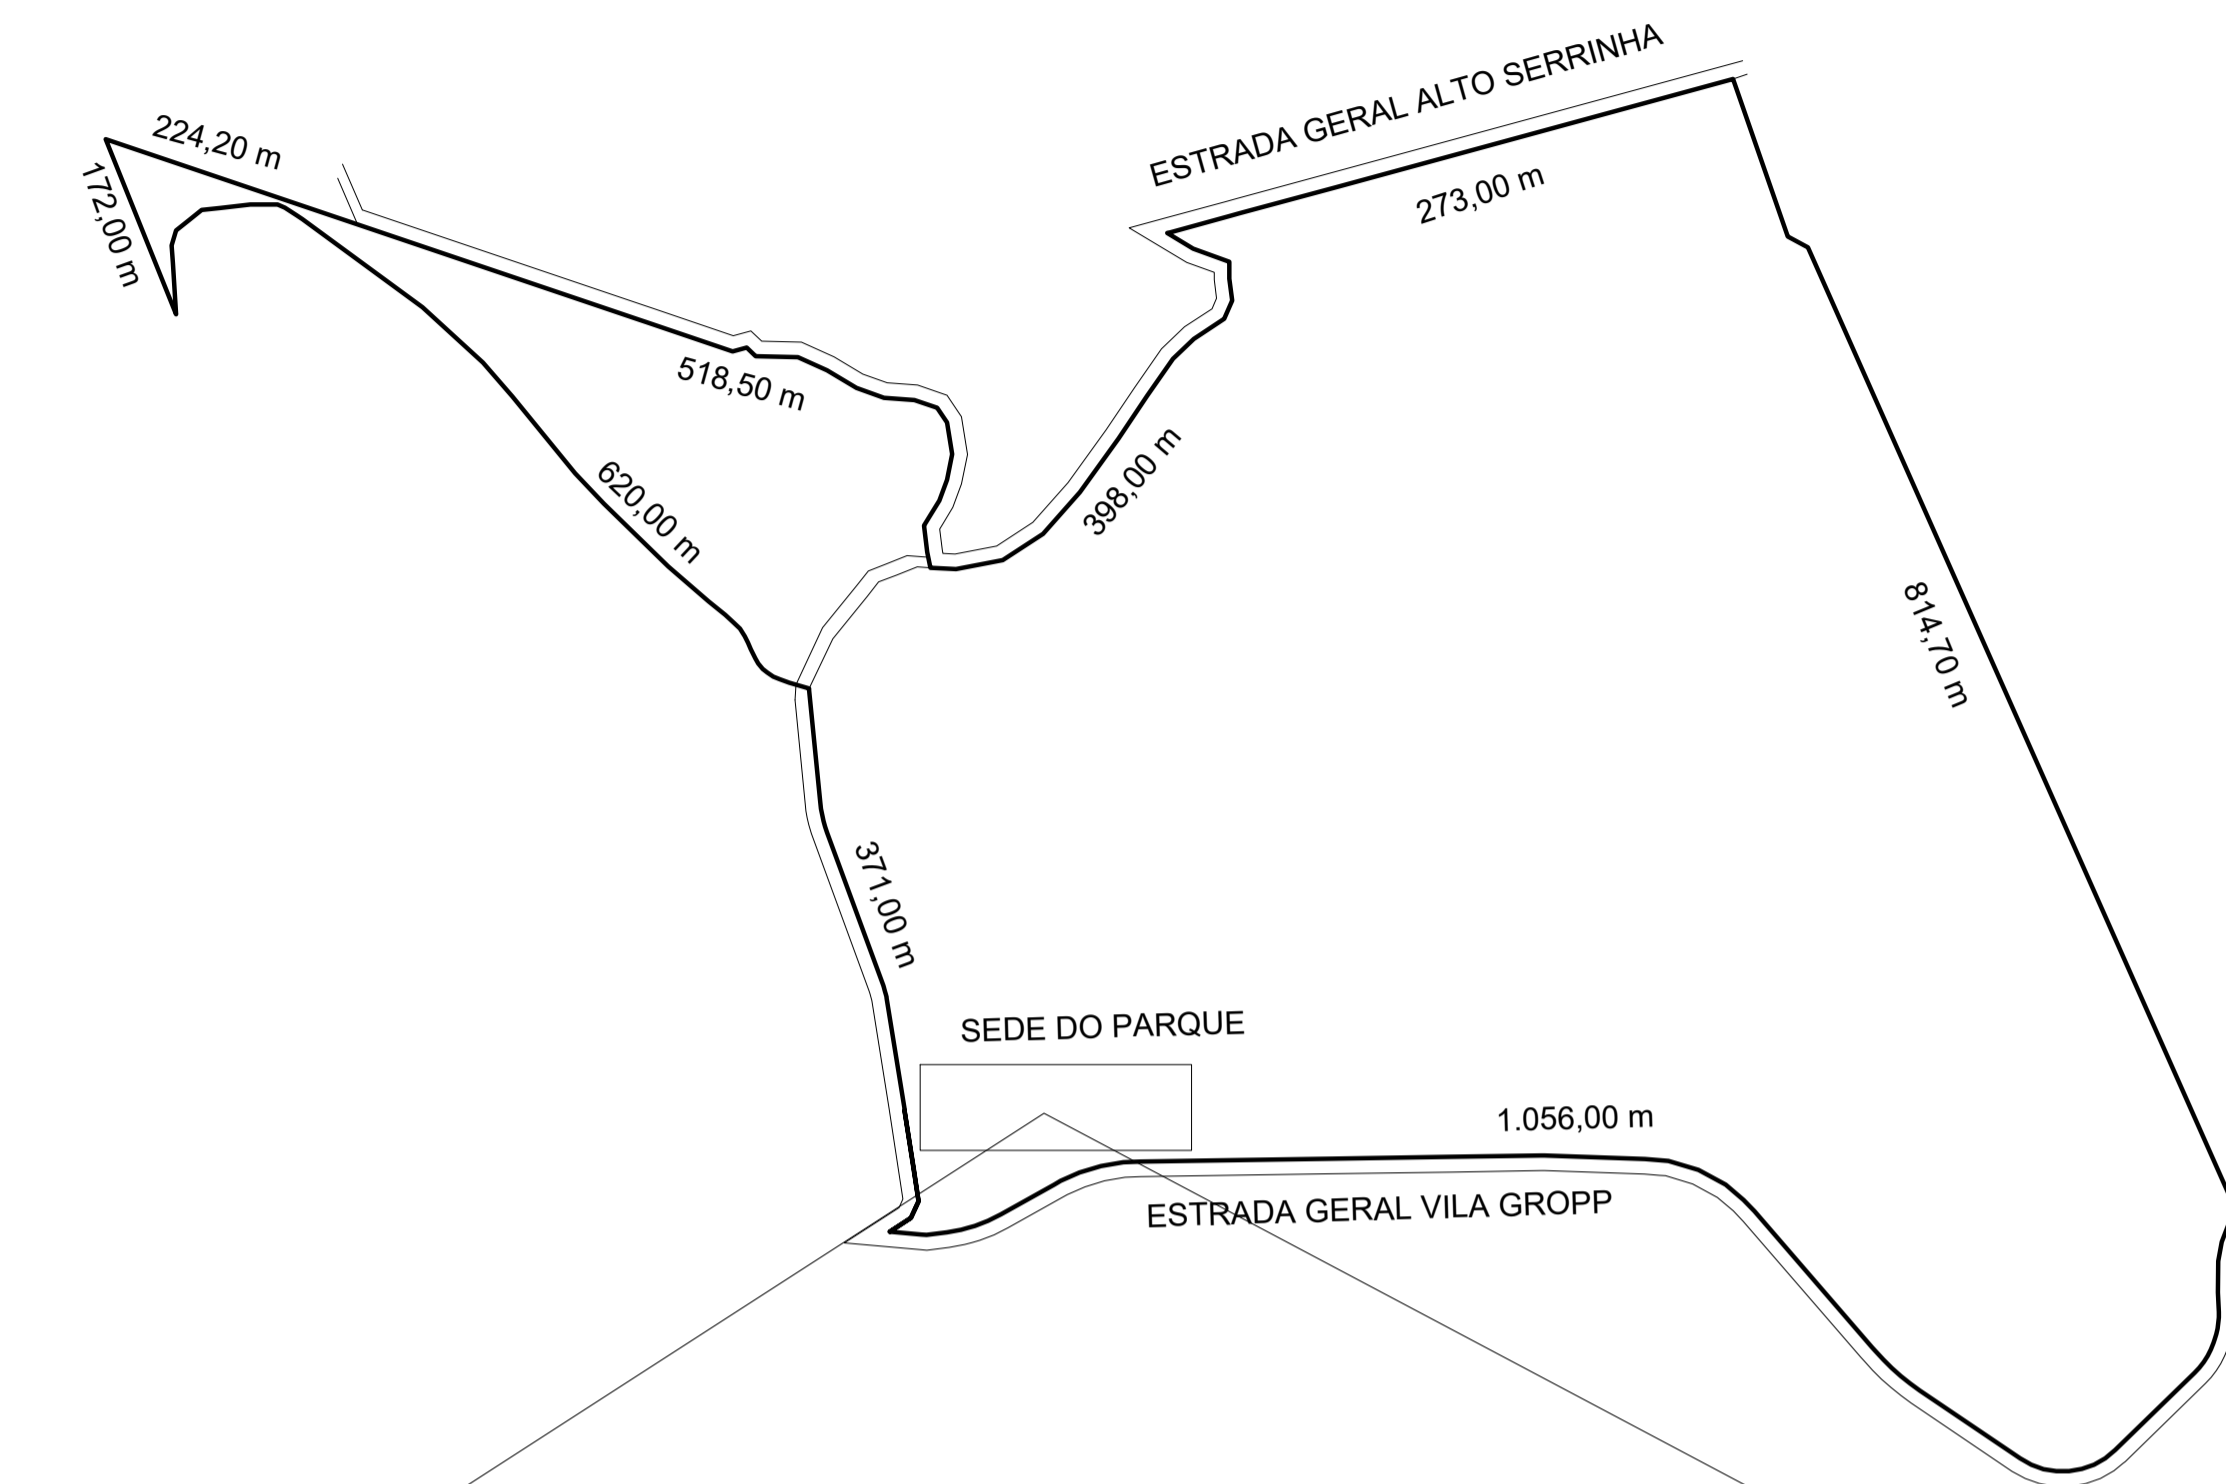 ESTRADA GERAL ALTO SERRINHA
224,20 m
172,00 m
273,00 m
518,50 m
398,00 m
620,00 m
814,70 m
371,00 m
SEDE DO PARQUE
1.056,00 m
ESTRADA GERAL VILA GROPP